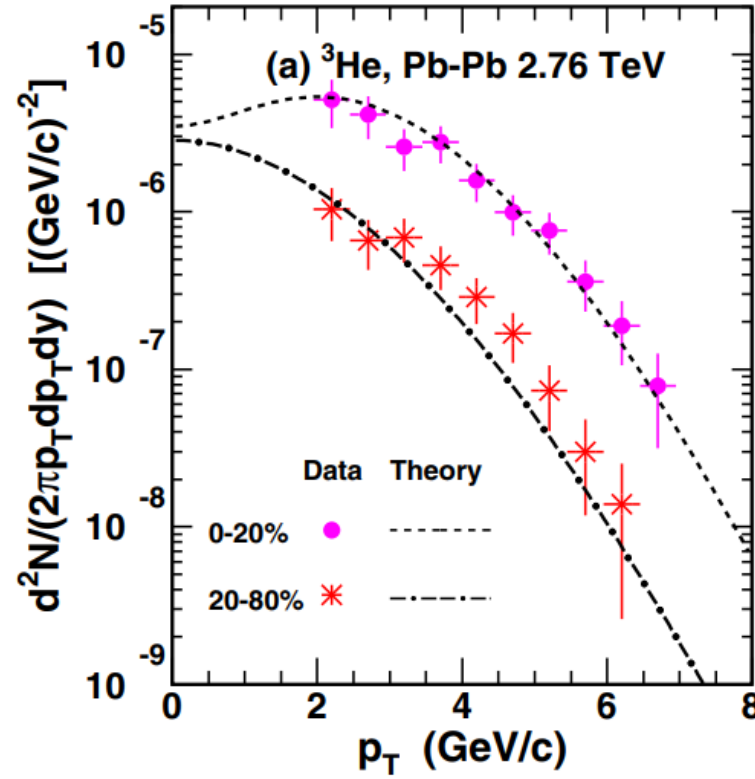 (a) ³He, Pb-Pb 2.76 TeV
d²N/(2πp_T dp_T dy) [(GeV/c)⁻²]
10⁻⁵
10⁻⁶
10⁻⁷
10⁻⁸
10⁻⁹
Data Theory
0-20%
20-80%
0 2 4 6 8
p_T (GeV/c)